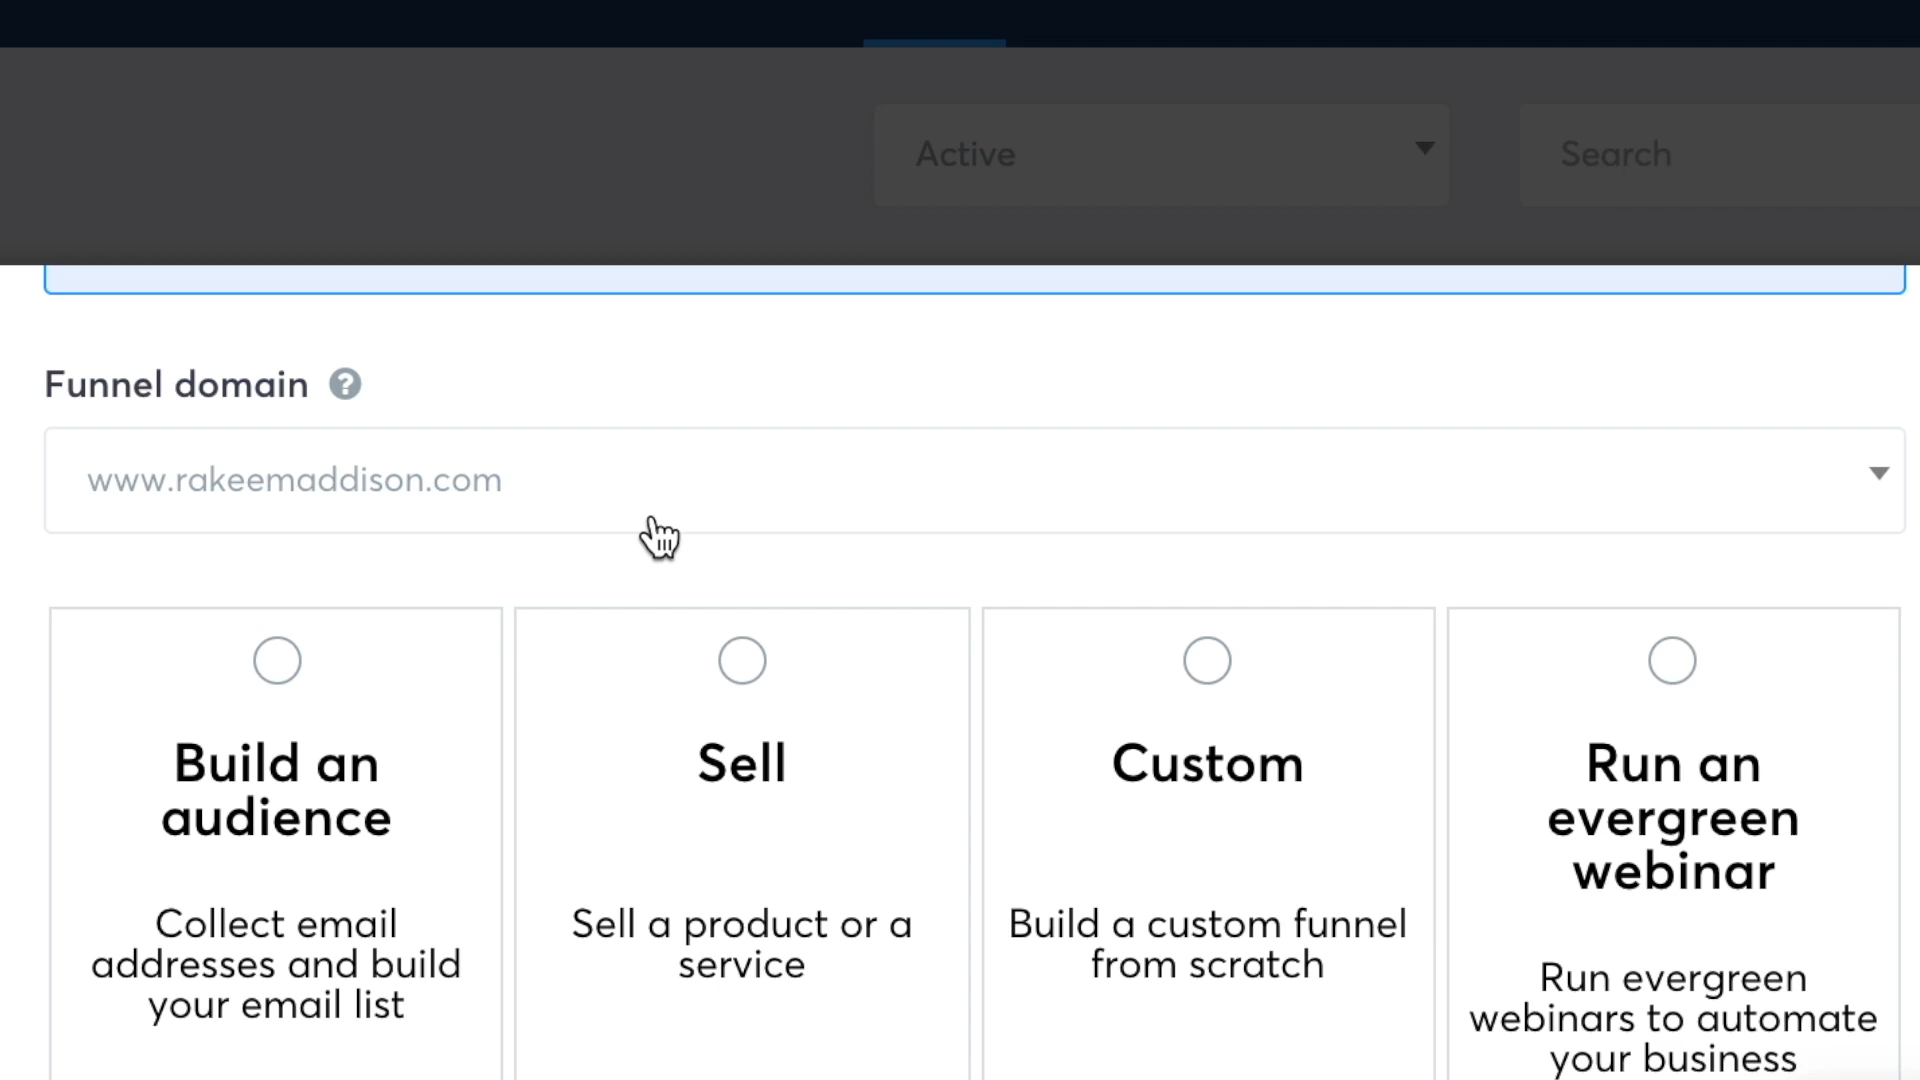 Active
Search
Funnel domain
www.rakeemaddison.com
Build an
audience
Collect email
addresses and build
your email list
Sell
Sell a product or a
service
Custom
Build a custom funnel
from scratch
Run an
evergreen
webinar
Run evergreen
webinars to automate
your business